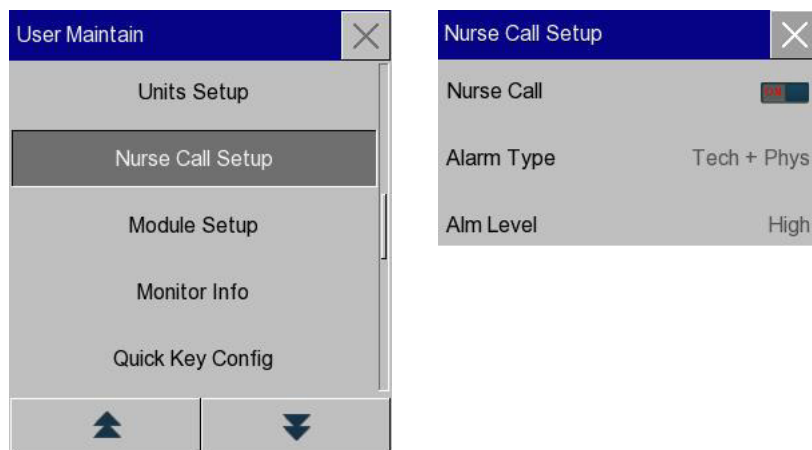 User Maintain
Units Setup
Nurse Call Setup
Module Setup
Monitor Info
Quick Key Config
Nurse Call Setup
Nurse Call ON
Alarm Type Tech + Phys
Alm Level High